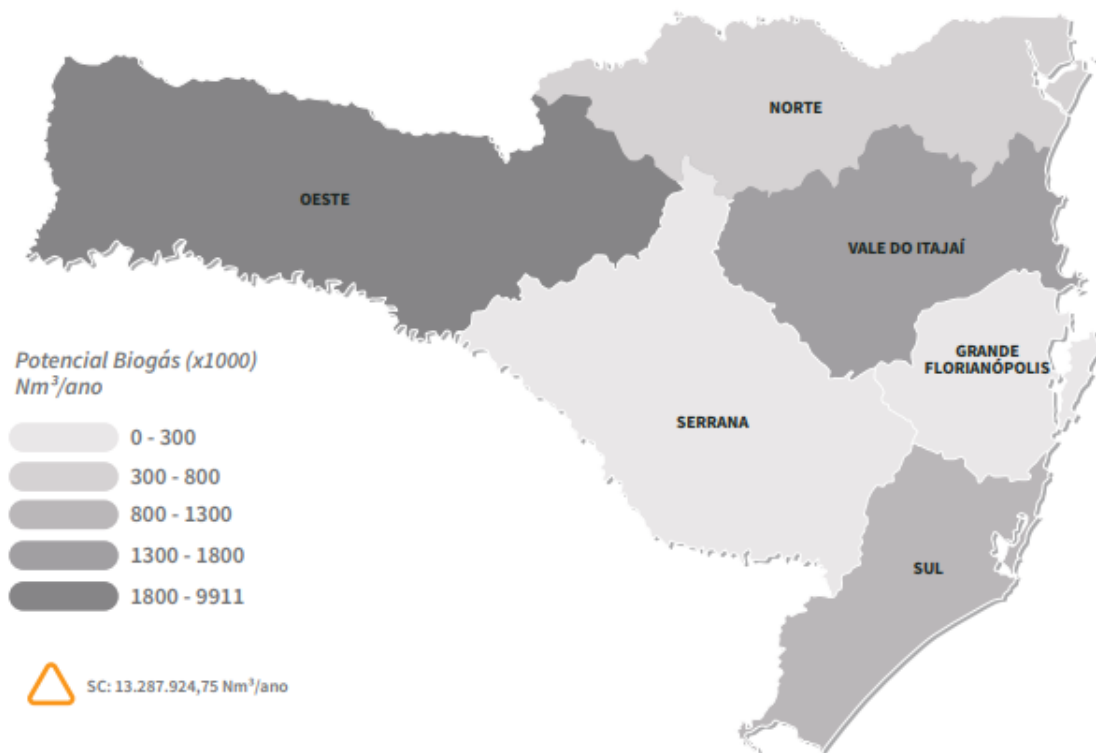 NORTE
OESTE
VALE DO ITAJAÍ
GRANDE
FLORIANÓPOLIS
SERRANA
SUL
Potencial Biogás (x1000)
Nm³/ano
0 - 300
300 - 800
800 - 1300
1300 - 1800
1800 - 9911
SC: 13.287.924,75 Nm³/ano